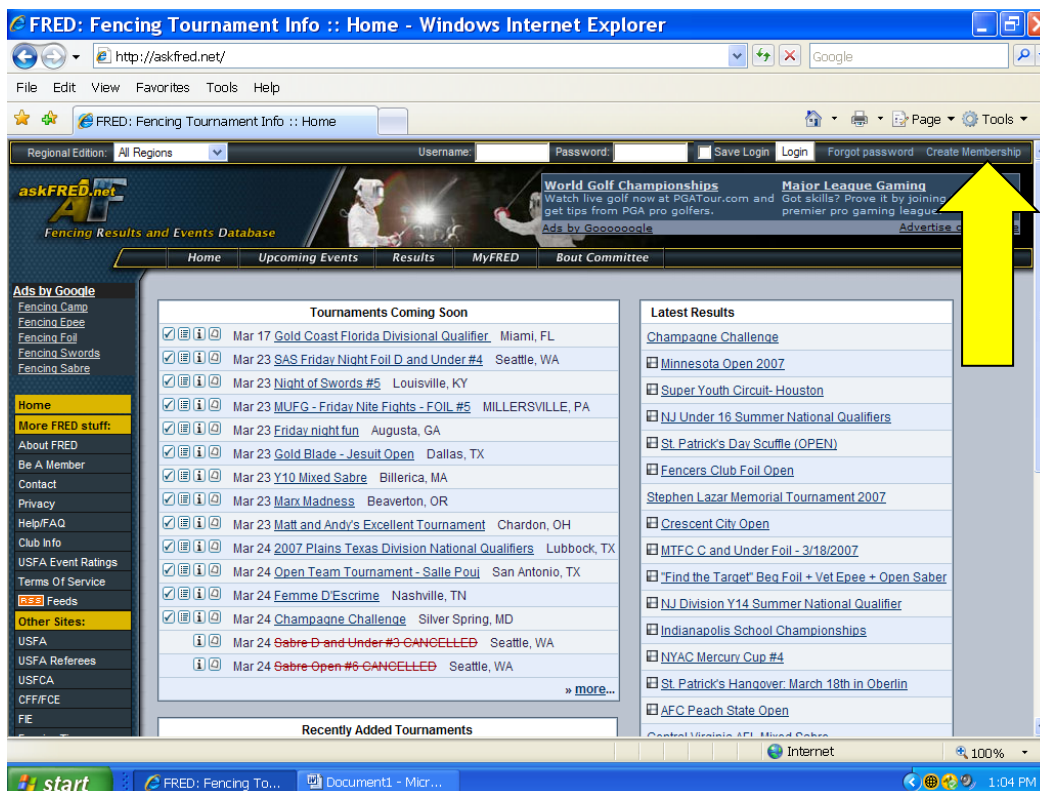 FRED: Fencing Tournament Info :: Home - Windows Internet Explorer
http://askfred.net/
Google
File Edit View Favorites Tools Help
FRED: Fencing Tournament Info :: Home
Page Tools
Regional Edition: All Regions Username: Password: Save Login Login Forgot password Create Membership
askFRED.net
AF
Fencing Results and Events Database
World Golf Championships
Watch live golf now at PGATour.com and
get tips from PGA pro golfers.
Ads by Goooooogle
Major League Gaming
Got skills? Prove it by joining
premier pro gaming league.
Advertise
Home Upcoming Events Results MyFRED Bout Committee
Ads by Google
Fencing Camp
Fencing Epee
Fencing Foil
Fencing Swords
Fencing Sabre
Home
More FRED stuff:
About FRED
Be A Member
Contact
Privacy
Help/FAQ
Club Info
USFA Event Ratings
Terms Of Service
RSS Feeds
Other Sites:
USFA
USFA Referees
USFCA
CFF/FCE
FIE
Tournaments Coming Soon
Mar 17 Gold Coast Florida Divisional Qualifier Miami, FL
Mar 23 SAS Friday Night Foil D and Under #4 Seattle, WA
Mar 23 Night of Swords #5 Louisville, KY
Mar 23 MUFG - Friday Nite Fights - FOIL #5 MILLERSVILLE, PA
Mar 23 Friday night fun Augusta, GA
Mar 23 Gold Blade - Jesuit Open Dallas, TX
Mar 23 Y10 Mixed Sabre Billerica, MA
Mar 23 Marx Madness Beaverton, OR
Mar 23 Matt and Andy's Excellent Tournament Chardon, OH
Mar 24 2007 Plains Texas Division National Qualifiers Lubbock, TX
Mar 24 Open Team Tournament - Salle Pouj San Antonio, TX
Mar 24 Femme D'Escrime Nashville, TN
Mar 24 Champagne Challenge Silver Spring, MD
Mar 24 Sabre D and Under #3 CANCELLED Seattle, WA
Mar 24 Sabre Open #6 CANCELLED Seattle, WA
» more...
Recently Added Tournaments
Latest Results
Champagne Challenge
Minnesota Open 2007
Super Youth Circuit- Houston
NJ Under 16 Summer National Qualifiers
St. Patrick's Day Scuffle (OPEN)
Fencers Club Foil Open
Stephen Lazar Memorial Tournament 2007
Crescent City Open
MTFC C and Under Foil - 3/18/2007
"Find the Target" Beg Foil + Vet Epee + Open Saber
NJ Division Y14 Summer National Qualifier
Indianapolis School Championships
NYAC Mercury Cup #4
St. Patrick's Hangover: March 18th in Oberlin
AFC Peach State Open
Central Virginia AFL Mixed Sabre
Internet 100%
start FRED: Fencing To... Document1 - Micr... 1:04 PM